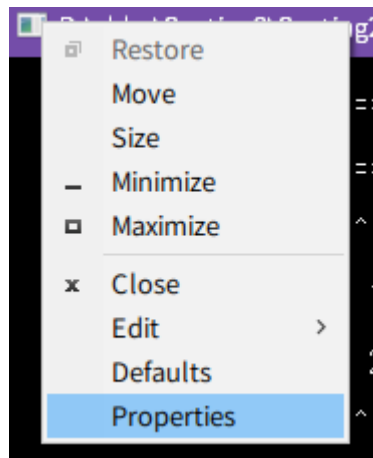 Restore
Move
Size
Minimize
Maximize
Close
Edit
Defaults
Properties